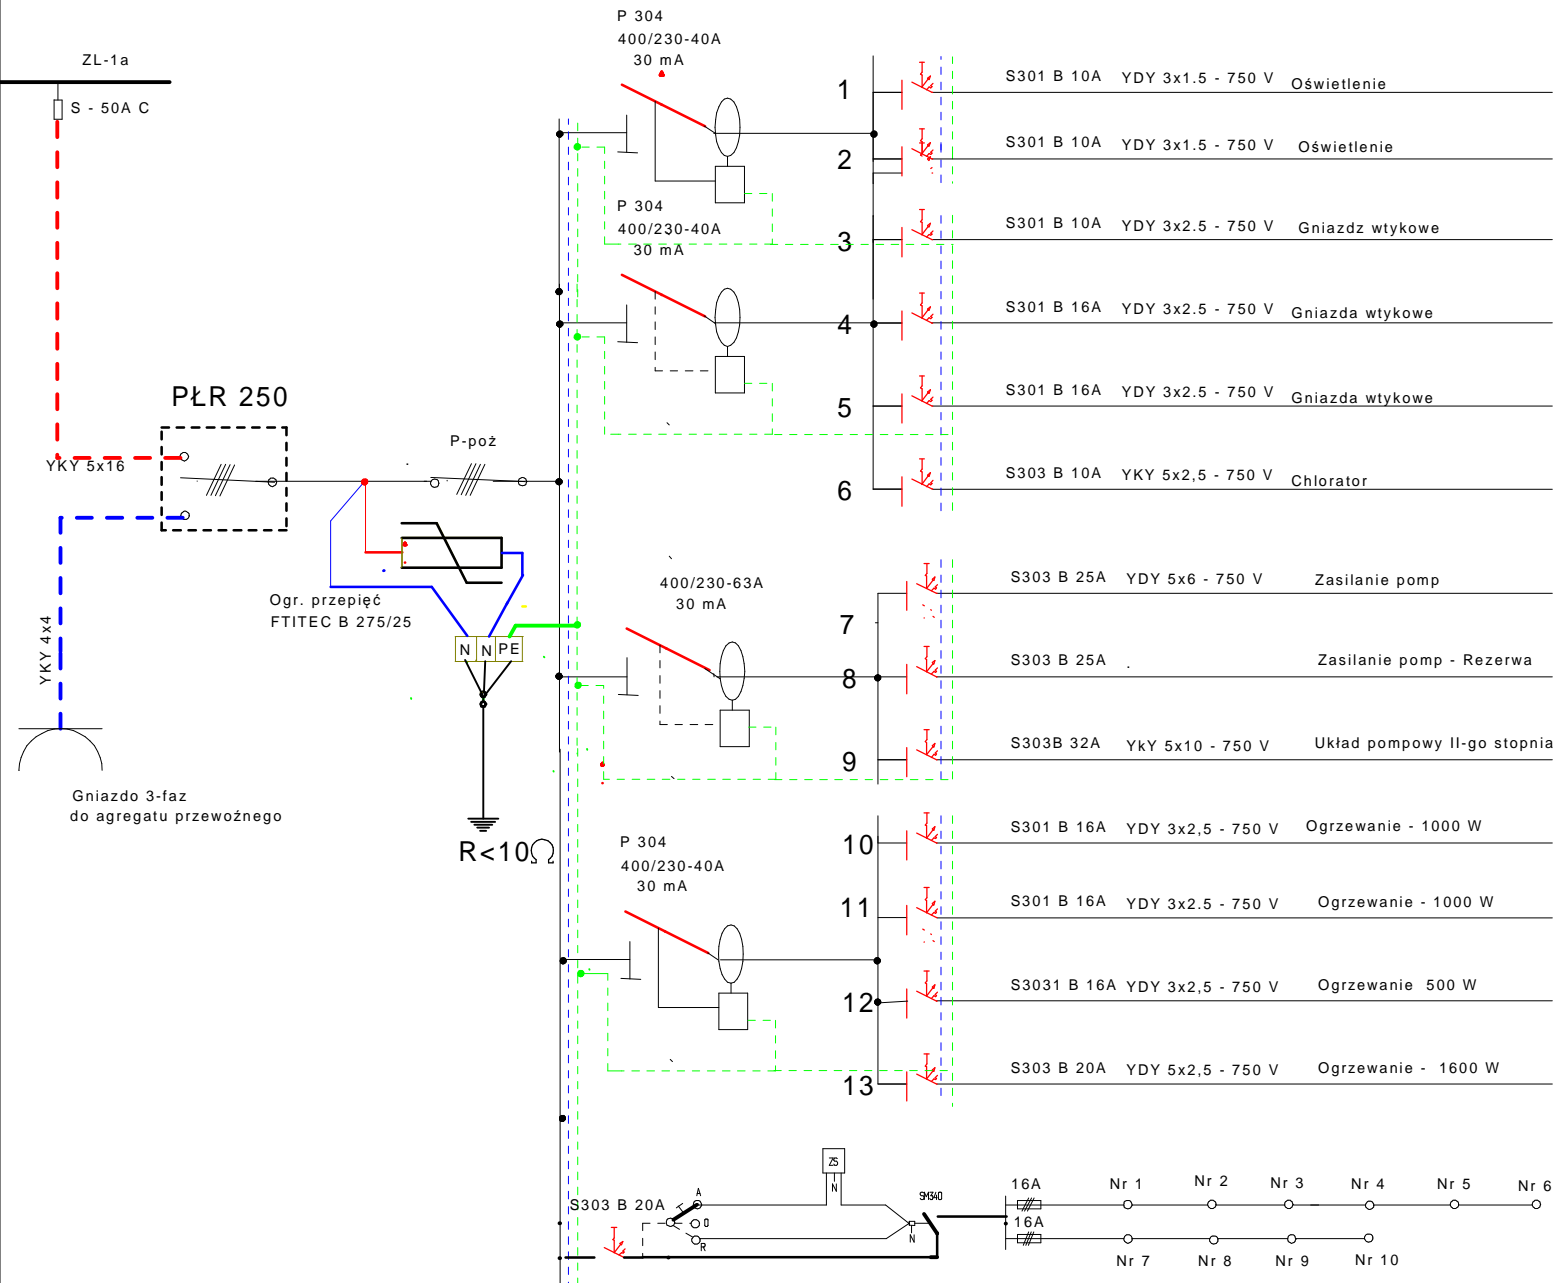 ZL-1a
S - 50A C
PŁR 250
YKY 5x16
YKY 4x4
Gniazdo 3-faz
do agregatu przewoźnego
P-poż
Ogr. przepięć
FTITEC B 275/25
N N PE
R<10Ω
P 304
400/230-40A
30 mA
P 304
400/230-40A
30 mA
400/230-63A
30 mA
P 304
400/230-40A
30 mA
1 S301 B 10A YDY 3x1.5 - 750 V Oświetlenie
2 S301 B 10A YDY 3x1.5 - 750 V Oświetlenie
3 S301 B 10A YDY 3x2.5 - 750 V Gniazdz wtykowe
4 S301 B 16A YDY 3x2.5 - 750 V Gniazda wtykowe
5 S301 B 16A YDY 3x2.5 - 750 V Gniazda wtykowe
6 S303 B 10A YKY 5x2,5 - 750 V Chlorator
7 S303 B 25A YDY 5x6 - 750 V Zasilanie pomp
8 S303 B 25A . Zasilanie pomp - Rezerwa
9 S303B 32A YkY 5x10 - 750 V Układ pompowy II-go stopnia
10 S301 B 16A YDY 3x2,5 - 750 V Ogrzewanie - 1000 W
11 S301 B 16A YDY 3x2.5 - 750 V Ogrzewanie - 1000 W
12 S3031 B 16A YDY 3x2,5 - 750 V Ogrzewanie 500 W
13 S303 B 20A YDY 5x2,5 - 750 V Ogrzewanie - 1600 W
S303 B 20A
A
0
R
ZS
N
SM340
N
16A Nr 1 Nr 2 Nr 3 Nr 4 Nr 5 Nr 6
16A
Nr 7 Nr 8 Nr 9 Nr 10